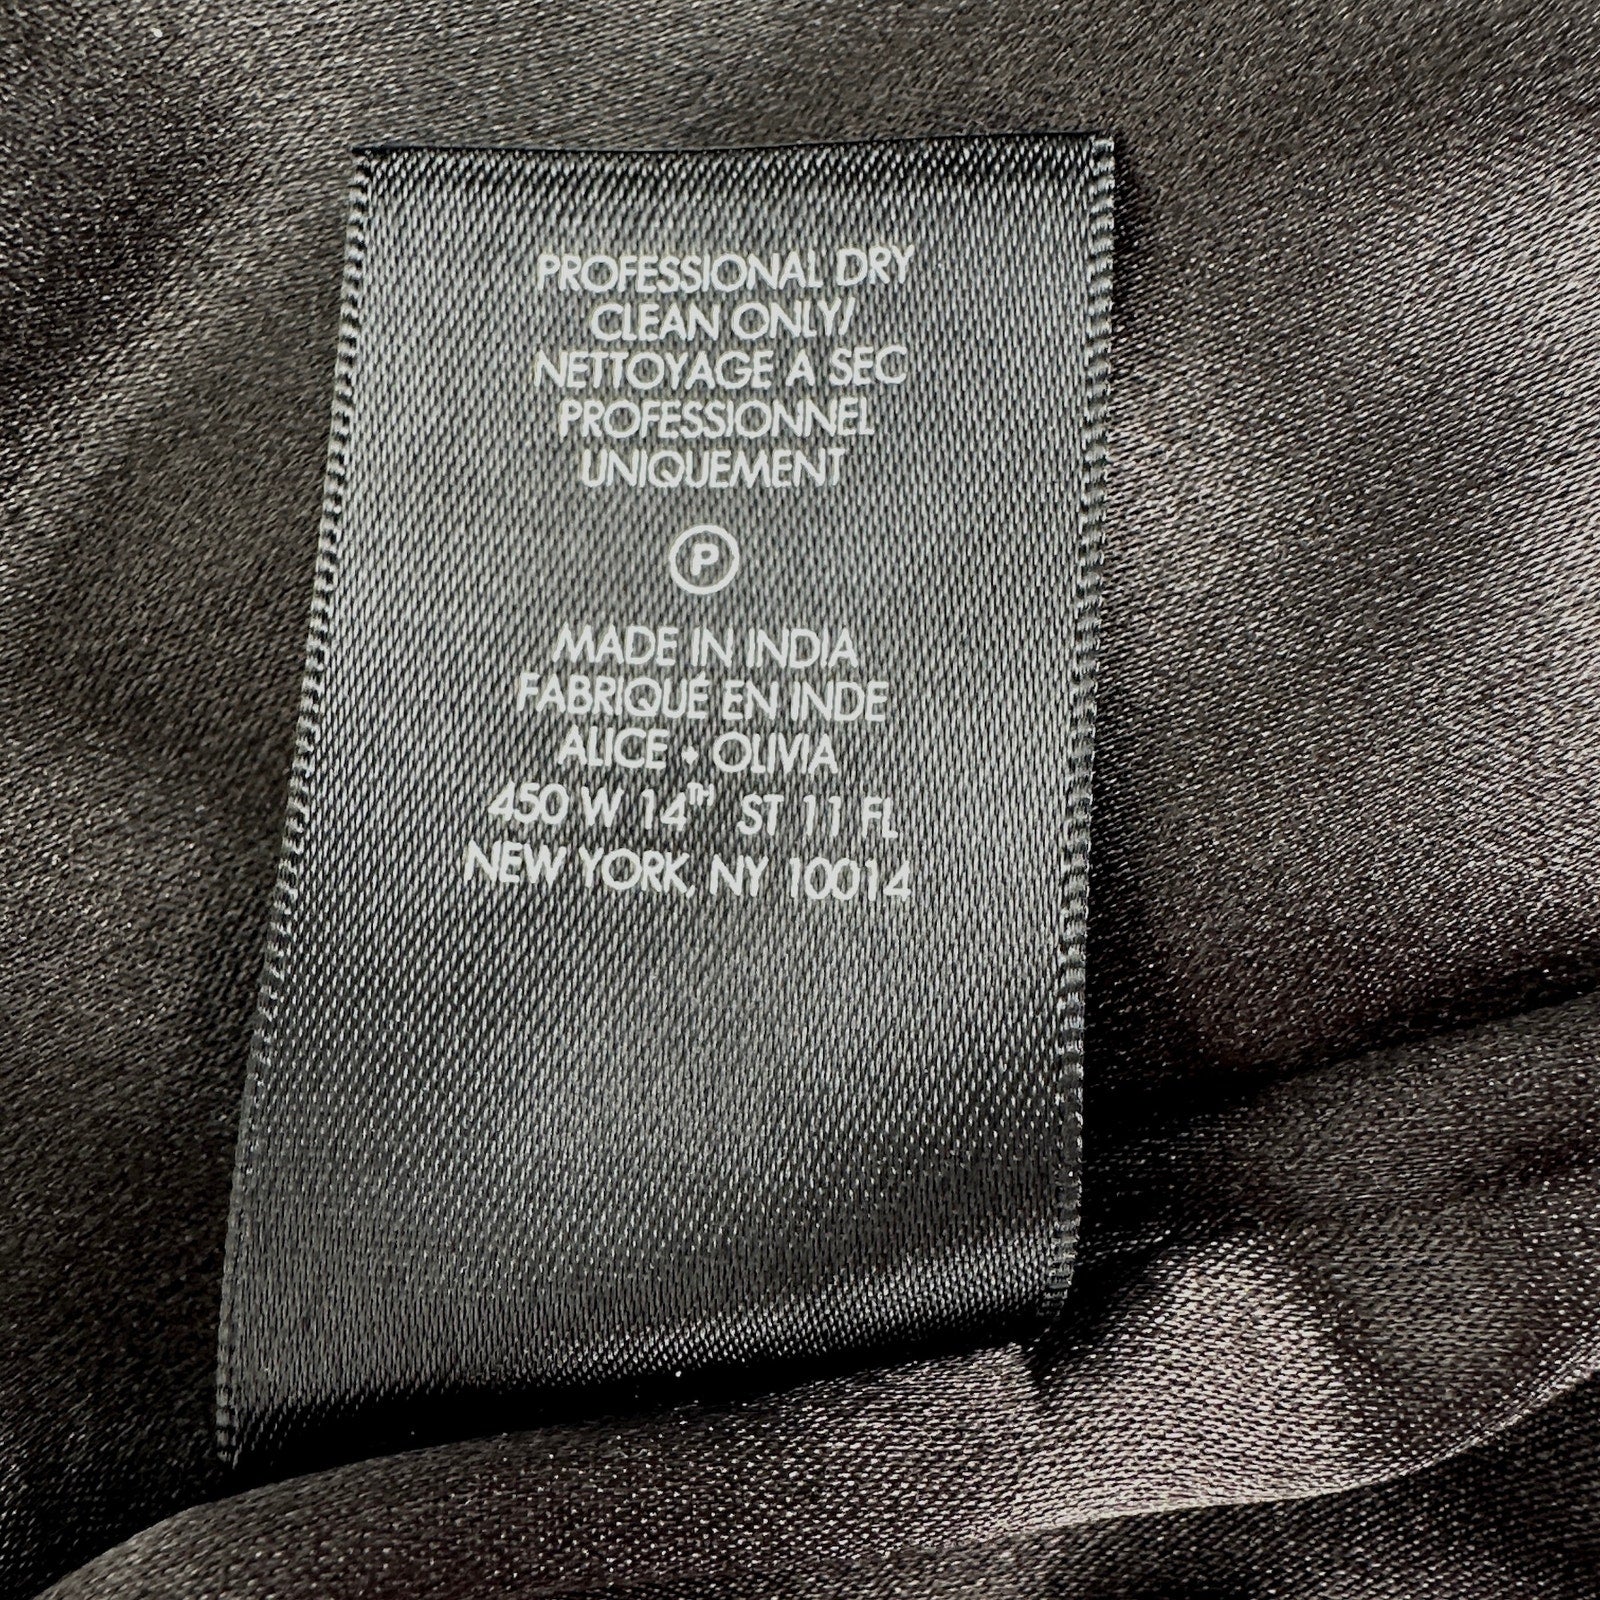 PROFESSIONAL DRY
CLEAN ONLY/
NETTOYAGE A SEC
PROFESSIONNEL
UNIQUEMENT
P
MADE IN INDIA
FABRIQUÉ EN INDE
ALICE + OLIVIA
450 W 14TH ST 11 FL
NEW YORK, NY 10014